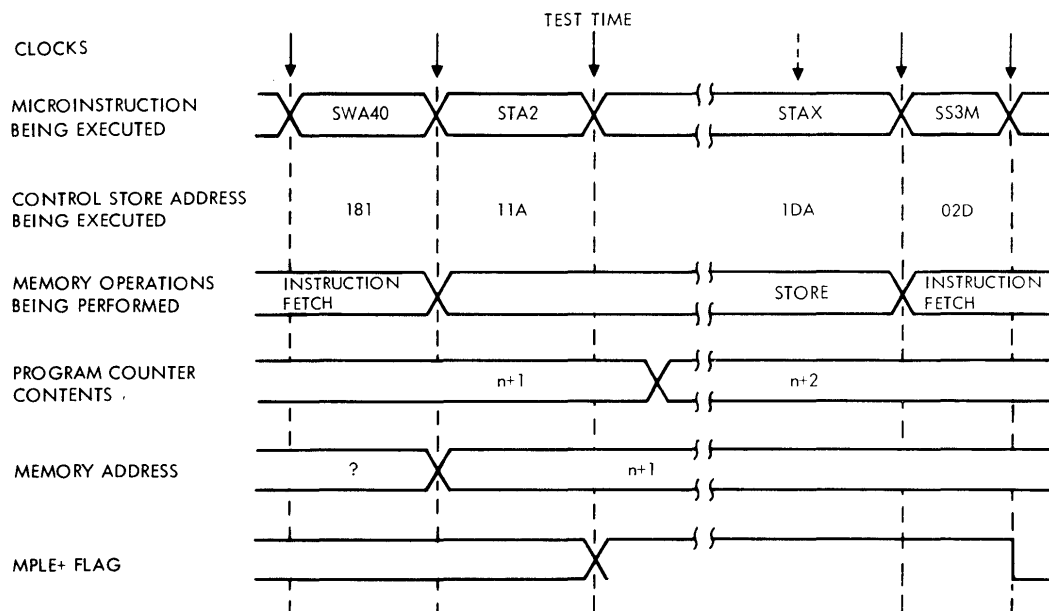 TEST TIME
CLOCKS
MICROINSTRUCTION
BEING EXECUTED
SWA40
STA2
STAX
SS3M
CONTROL STORE ADDRESS
BEING EXECUTED
181
11A
1DA
02D
MEMORY OPERATIONS
BEING PERFORMED
INSTRUCTION
FETCH
STORE
INSTRUCTION
FETCH
PROGRAM COUNTER
CONTENTS
n+1
n+2
MEMORY ADDRESS
?
n+1
MPLE+ FLAG